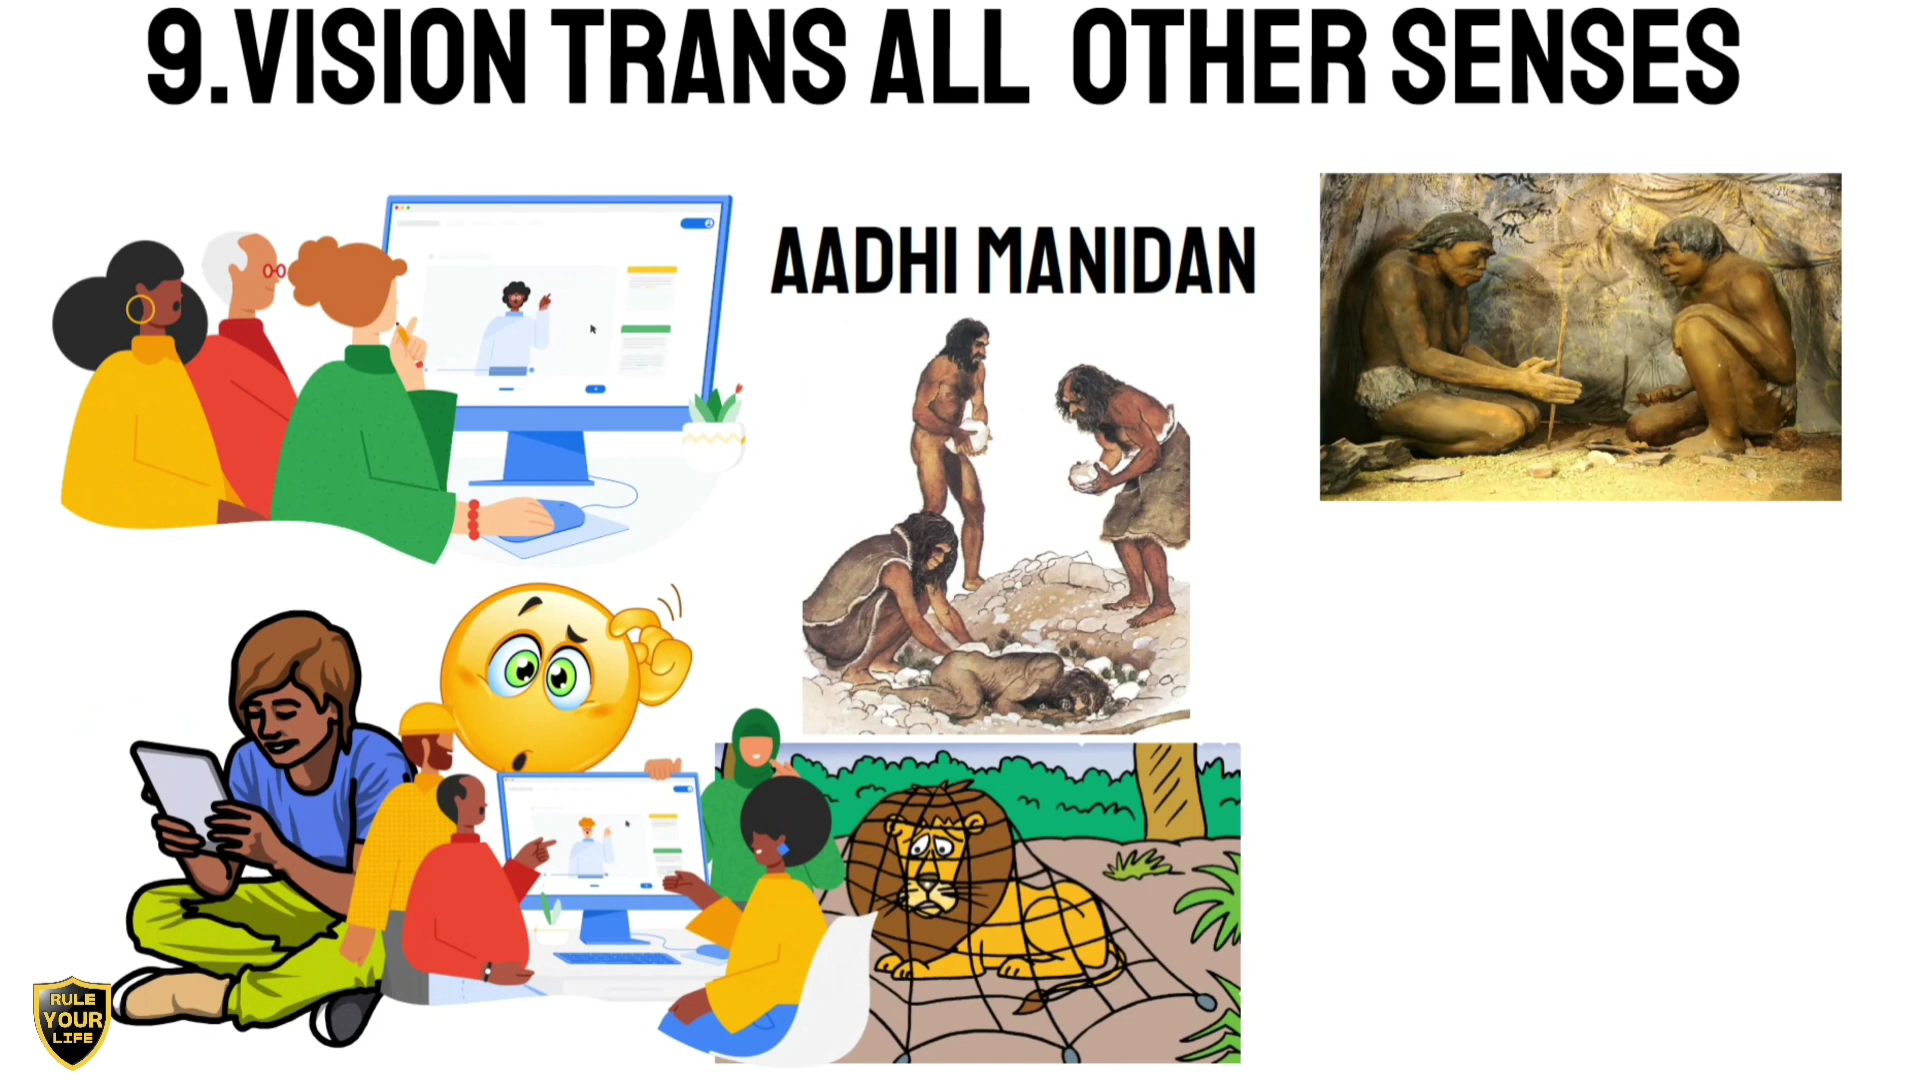 9.VISION TRANS ALL OTHER SENSES
AADHI MANIDAN
RULE
YOUR
LIFE